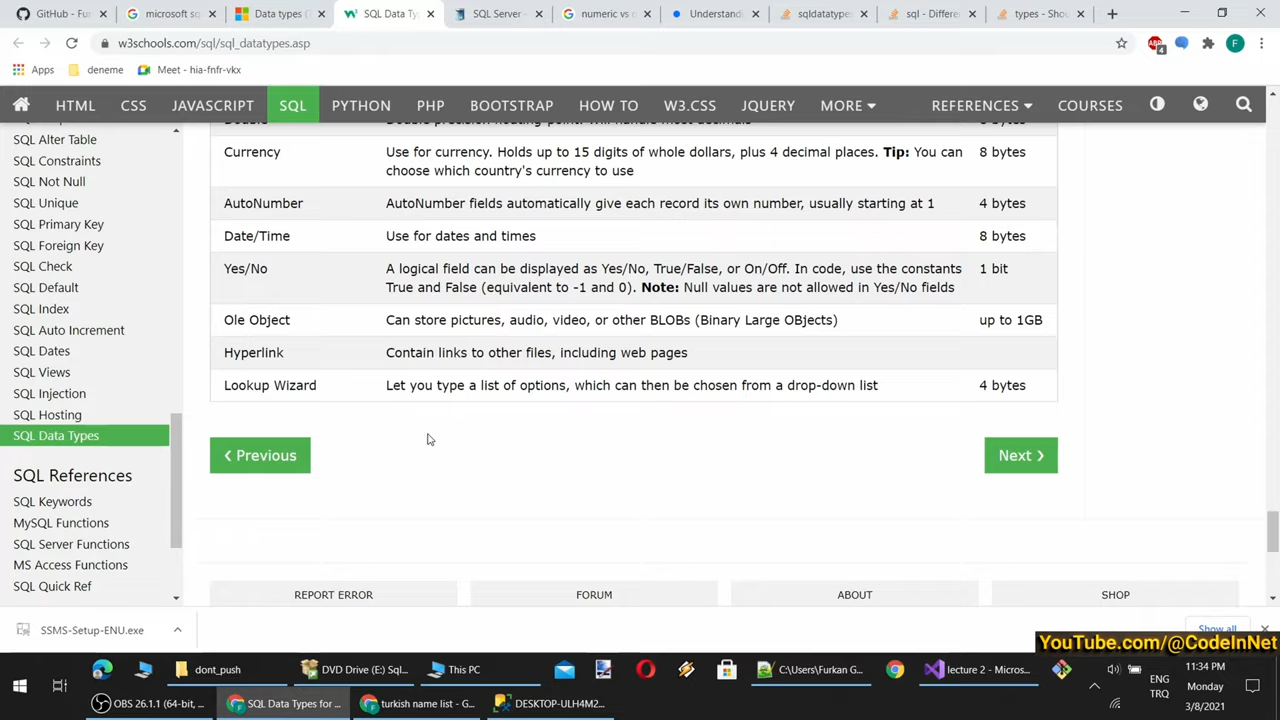 GitHub - Fur
microsoft sq
Data types (T
SQL Data Ty
SQL Server -
numeric vs d
Understandi
sqldatatypes
sql - Differen
types - Shou
w3schools.com/sql/sql_datatypes.asp
4
F
Apps
deneme
Meet - hia-fnfr-vkx
HTML CSS JAVASCRIPT SQL PYTHON PHP BOOTSTRAP HOW TO W3.CSS JQUERY MORE REFERENCES COURSES
SQL Alter Table
SQL Constraints
SQL Not Null
SQL Unique
SQL Primary Key
SQL Foreign Key
SQL Check
SQL Default
SQL Index
SQL Auto Increment
SQL Dates
SQL Views
SQL Injection
SQL Hosting
SQL Data Types
SQL References
SQL Keywords
MySQL Functions
SQL Server Functions
MS Access Functions
SQL Quick Ref
Currency Use for currency. Holds up to 15 digits of whole dollars, plus 4 decimal places. Tip: You can 8 bytes
choose which country's currency to use
AutoNumber AutoNumber fields automatically give each record its own number, usually starting at 1 4 bytes
Date/Time Use for dates and times 8 bytes
Yes/No A logical field can be displayed as Yes/No, True/False, or On/Off. In code, use the constants 1 bit
True and False (equivalent to -1 and 0). Note: Null values are not allowed in Yes/No fields
Ole Object Can store pictures, audio, video, or other BLOBs (Binary Large OBjects) up to 1GB
Hyperlink Contain links to other files, including web pages
Lookup Wizard Let you type a list of options, which can then be chosen from a drop-down list 4 bytes
❮ Previous
Next ❯
REPORT ERROR FORUM ABOUT SHOP
SSMS-Setup-ENU.exe
Show all
YouTube.com/@CodeInNet
dont_push
DVD Drive (E:) Sql...
This PC
C:\Users\Furkan G...
lecture 2 - Micros...
OBS 26.1.1 (64-bit, ...
SQL Data Types for ...
turkish name list - G...
DESKTOP-ULH4M2...
ENG
TRQ
11:34 PM
Monday
3/8/2021